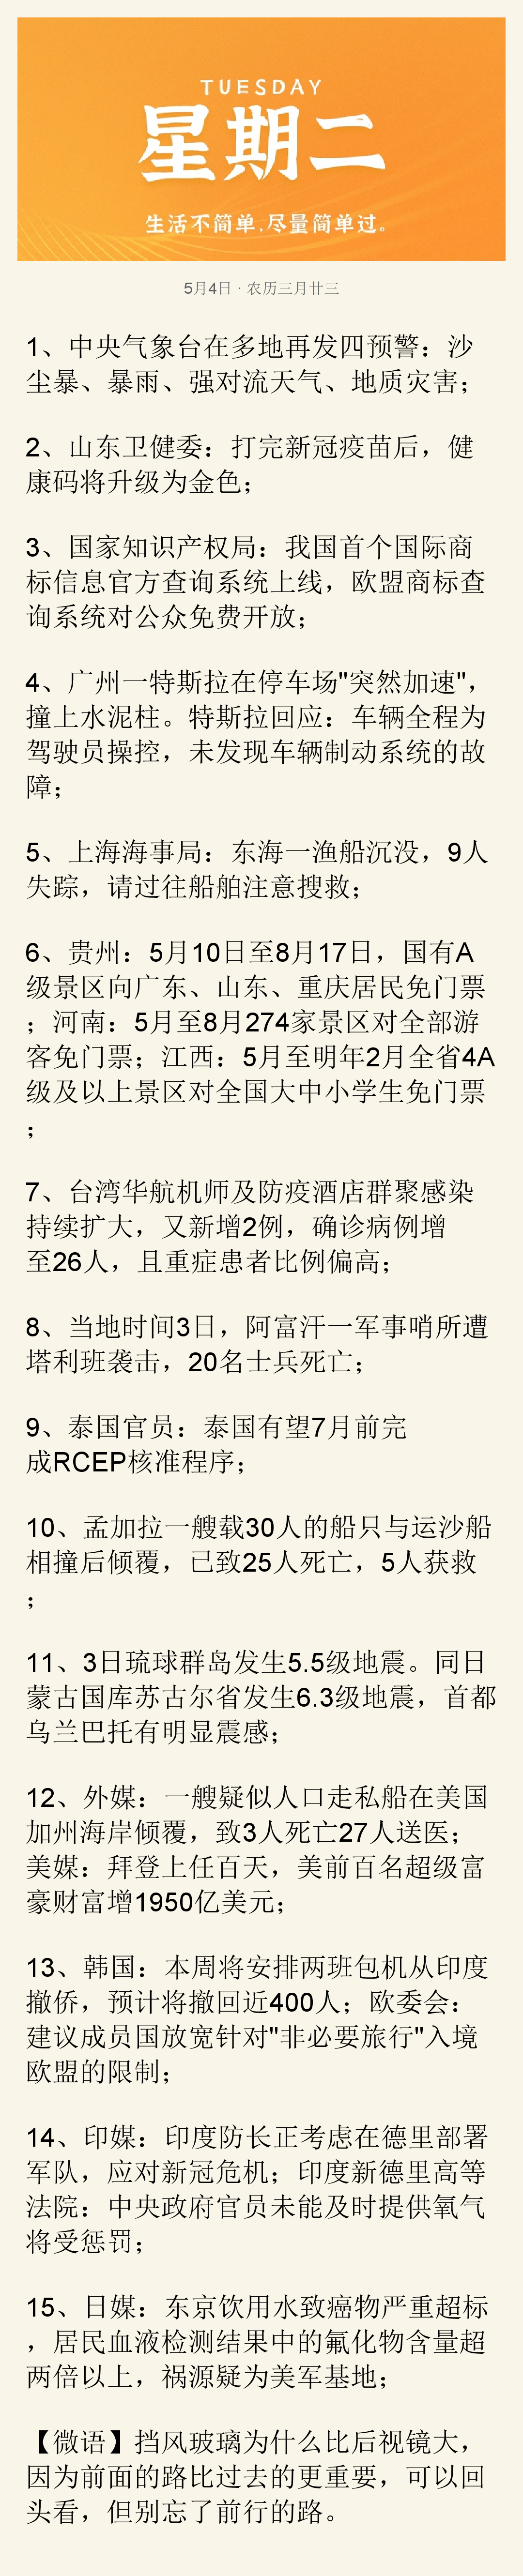 TUESDAY
星期二
生活不简单,尽量简单过。
5月4日 · 农历三月廿三
1、中央气象台在多地再发四预警：沙
尘暴、暴雨、强对流天气、地质灾害；
2、山东卫健委：打完新冠疫苗后，健
康码将升级为金色；
3、国家知识产权局：我国首个国际商
标信息官方查询系统上线，欧盟商标查
询系统对公众免费开放；
4、广州一特斯拉在停车场"突然加速"，
撞上水泥柱。特斯拉回应：车辆全程为
驾驶员操控，未发现车辆制动系统的故
障；
5、上海海事局：东海一渔船沉没，9人
失踪，请过往船舶注意搜救；
6、贵州：5月10日至8月17日，国有A
级景区向广东、山东、重庆居民免门票
；河南：5月至8月274家景区对全部游
客免门票；江西：5月至明年2月全省4A
级及以上景区对全国大中小学生免门票
；
7、台湾华航机师及防疫酒店群聚感染
持续扩大，又新增2例，确诊病例增
至26人，且重症患者比例偏高；
8、当地时间3日，阿富汗一军事哨所遭
塔利班袭击，20名士兵死亡；
9、泰国官员：泰国有望7月前完
成RCEP核准程序；
10、孟加拉一艘载30人的船只与运沙船
相撞后倾覆，已致25人死亡，5人获救
；
11、3日琉球群岛发生5.5级地震。同日
蒙古国库苏古尔省发生6.3级地震，首都
乌兰巴托有明显震感；
12、外媒：一艘疑似人口走私船在美国
加州海岸倾覆，致3人死亡27人送医；
美媒：拜登上任百天，美前百名超级富
豪财富增1950亿美元；
13、韩国：本周将安排两班包机从印度
撤侨，预计将撤回近400人；欧委会：
建议成员国放宽针对"非必要旅行"入境
欧盟的限制；
14、印媒：印度防长正考虑在德里部署
军队，应对新冠危机；印度新德里高等
法院：中央政府官员未能及时提供氧气
将受惩罚；
15、日媒：东京饮用水致癌物严重超标
，居民血液检测结果中的氟化物含量超
两倍以上，祸源疑为美军基地；
【微语】挡风玻璃为什么比后视镜大，
因为前面的路比过去的更重要，可以回
头看，但别忘了前行的路。